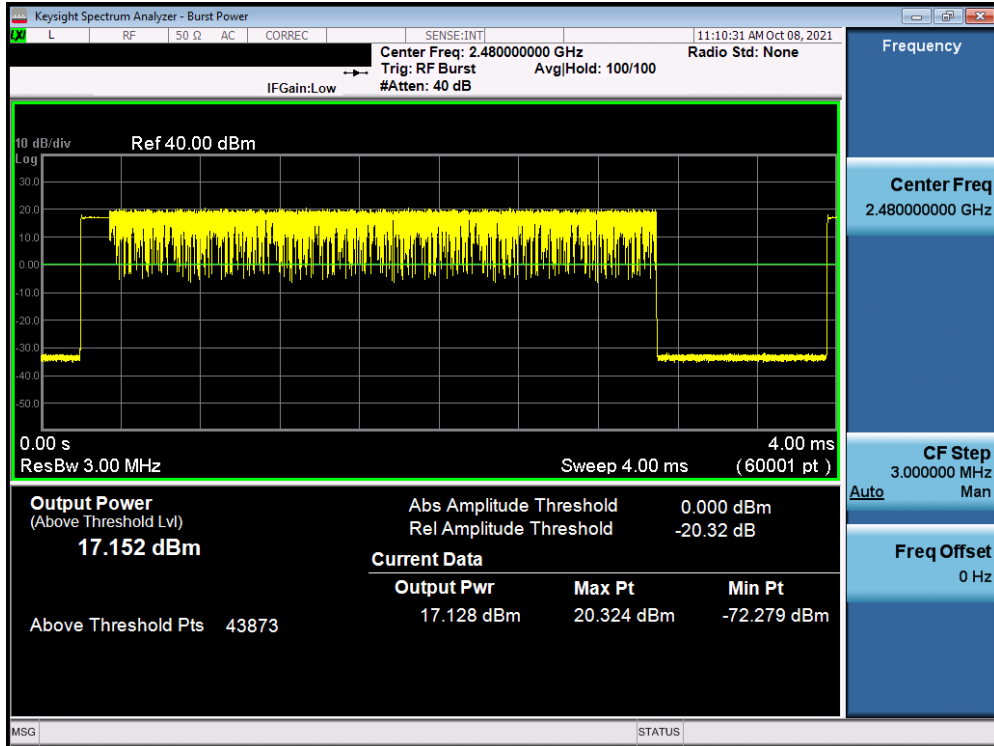 Keysight Spectrum Analyzer - Burst Power
LXI L RF 50 Ω AC CORREC SENSE:INT 11:10:31 AM Oct 08, 2021
Center Freq: 2.480000000 GHz Radio Std: None
Trig: RF Burst Avg|Hold: 100/100
IFGain:Low #Atten: 40 dB
10 dB/div Ref 40.00 dBm
Log
30.0
20.0
10.0
0.00
-10.0
-20.0
-30.0
-40.0
-50.0
0.00 s 4.00 ms
ResBw 3.00 MHz Sweep 4.00 ms (60001 pt)
Output Power
(Above Threshold Lvl)
17.152 dBm
Above Threshold Pts 43873
Abs Amplitude Threshold 0.000 dBm
Rel Amplitude Threshold -20.32 dB
Current Data
Output Pwr Max Pt Min Pt
17.128 dBm 20.324 dBm -72.279 dBm
Frequency
Center Freq
2.480000000 GHz
CF Step
3.000000 MHz
Auto Man
Freq Offset
0 Hz
MSG STATUS